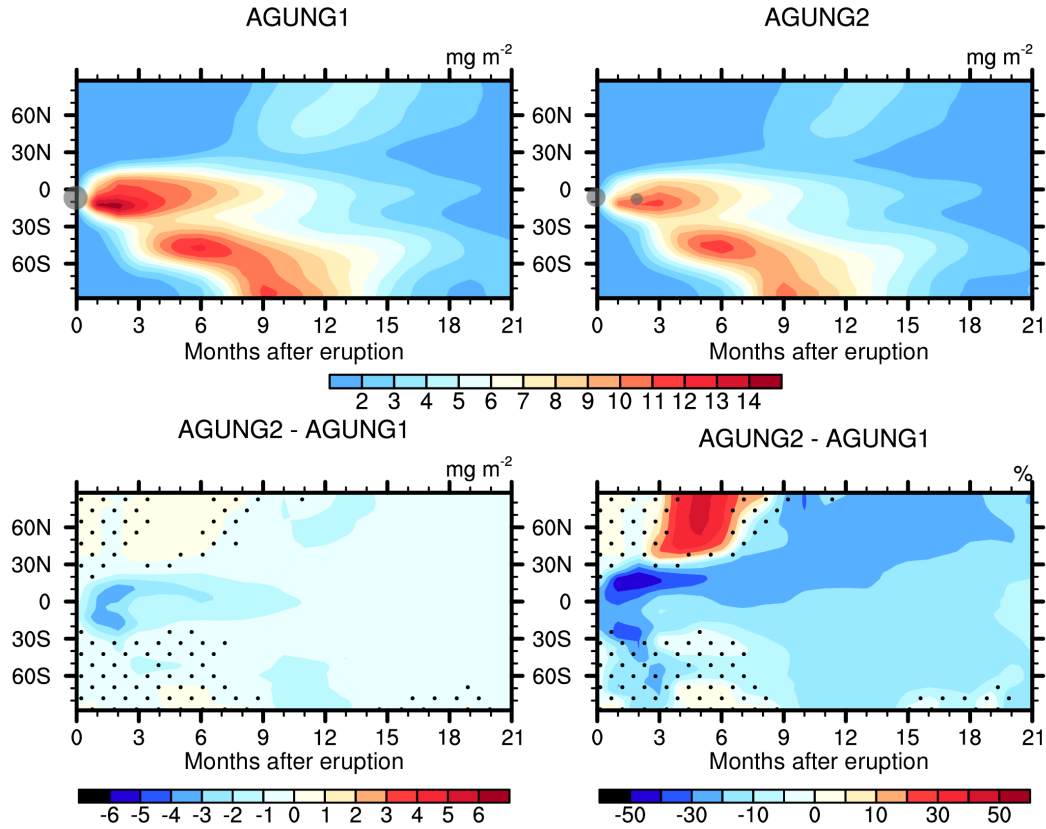 AGUNG1
AGUNG2
mg m-2
mg m-2
60N
30N
0
30S
60S
60N
30N
0
30S
60S
0 3 6 9 12 15 18 21
0 3 6 9 12 15 18 21
Months after eruption
Months after eruption
2 3 4 5 6 7 8 9 10 11 12 13 14
AGUNG2 - AGUNG1
AGUNG2 - AGUNG1
mg m-2
%
60N
30N
0
30S
60S
60N
30N
0
30S
60S
0 3 6 9 12 15 18 21
0 3 6 9 12 15 18 21
Months after eruption
Months after eruption
-6 -5 -4 -3 -2 -1 0 1 2 3 4 5 6
-50 -30 -10 0 10 30 50